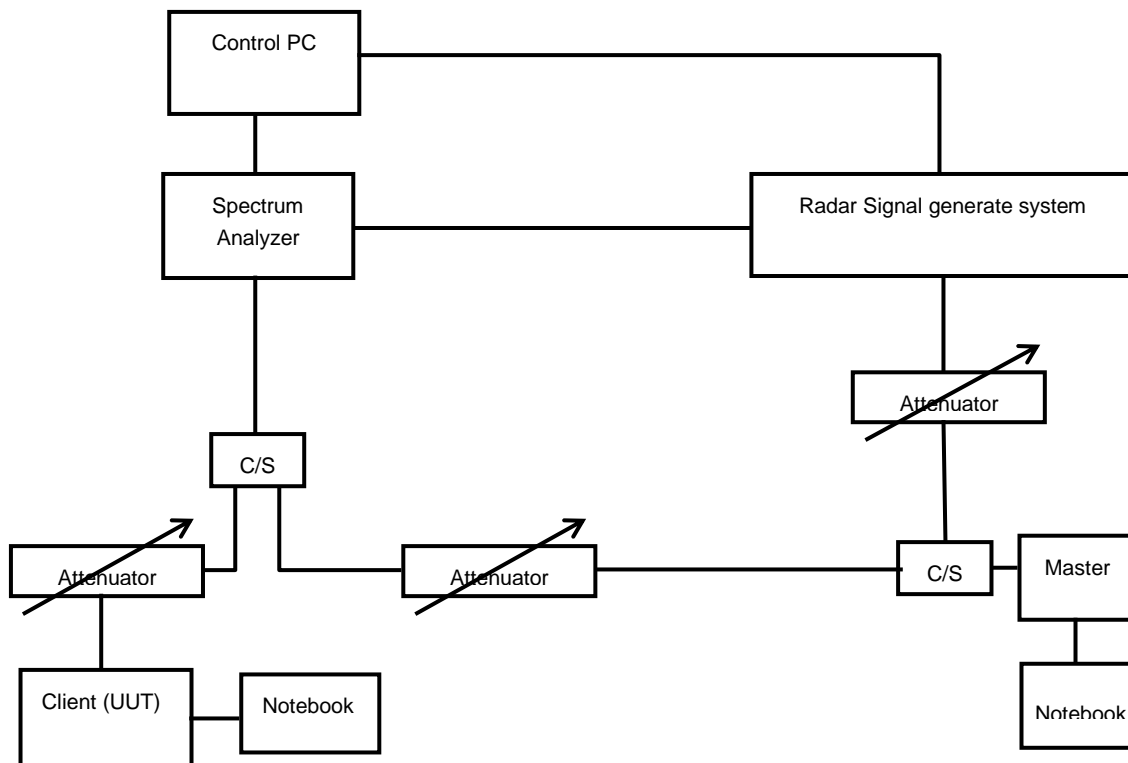 Control PC
Spectrum
Analyzer
Radar Signal generate system
Attenuator
C/S
Attenuator
Attenuator
C/S
Master
Client (UUT)
Notebook
Notebook